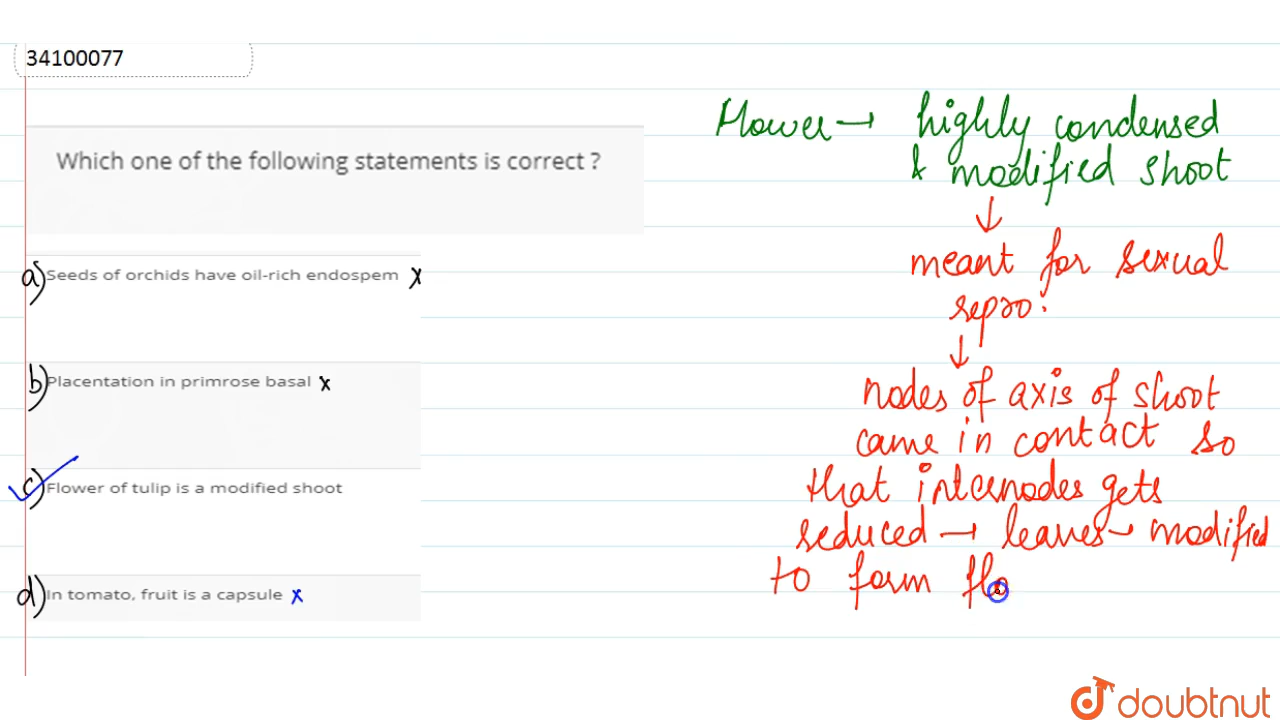 34100077
Which one of the following statements is correct ?
a) Seeds of orchids have oil-rich endospem x
b) Placentation in primrose basal x
c) Flower of tulip is a modified shoot
d) In tomato, fruit is a capsule x
Flower → highly condensed
& modified shoot
↓
meant for sexual
repro.
↓
nodes of axis of shoot
came in contact so
that internodes gets
reduced → leaves → modified
to form flo
doubtnut